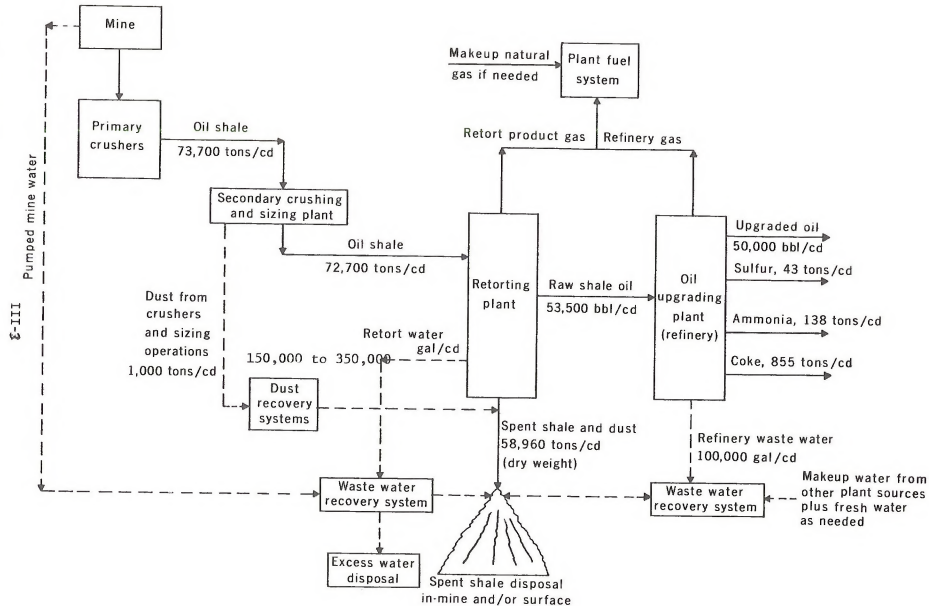 Mine
Makeup natural
gas if needed
Plant fuel
system
Primary
crushers
Oil shale
73,700 tons/cd
Retort product gas
Refinery gas
Pumped mine water
Secondary crushing
and sizing plant
Oil shale
72,700 tons/cd
Retorting
plant
Raw shale oil
53,500 bbl/cd
Oil
upgrading
plant
(refinery)
Upgraded oil
50,000 bbl/cd
Sulfur, 43 tons/cd
Ammonia, 138 tons/cd
Coke, 855 tons/cd
III-3
Dust from
crushers
and sizing
operations
1,000 tons/cd
Retort water
150,000 to 350,000 gal/cd
Dust
recovery
systems
Spent shale and dust
58,960 tons/cd
(dry weight)
Refinery waste water
100,000 gal/cd
Waste water
recovery system
Waste water
recovery system
Makeup water from
other plant sources
plus fresh water
as needed
Excess water
disposal
Spent shale disposal
in-mine and/or surface